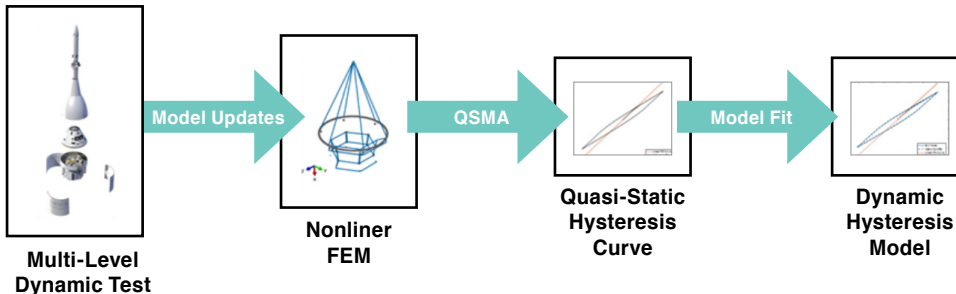 Model Updates
QSMA
Model Fit
Multi-Level
Dynamic Test
Nonliner
FEM
Quasi-Static
Hysteresis
Curve
Dynamic
Hysteresis
Model